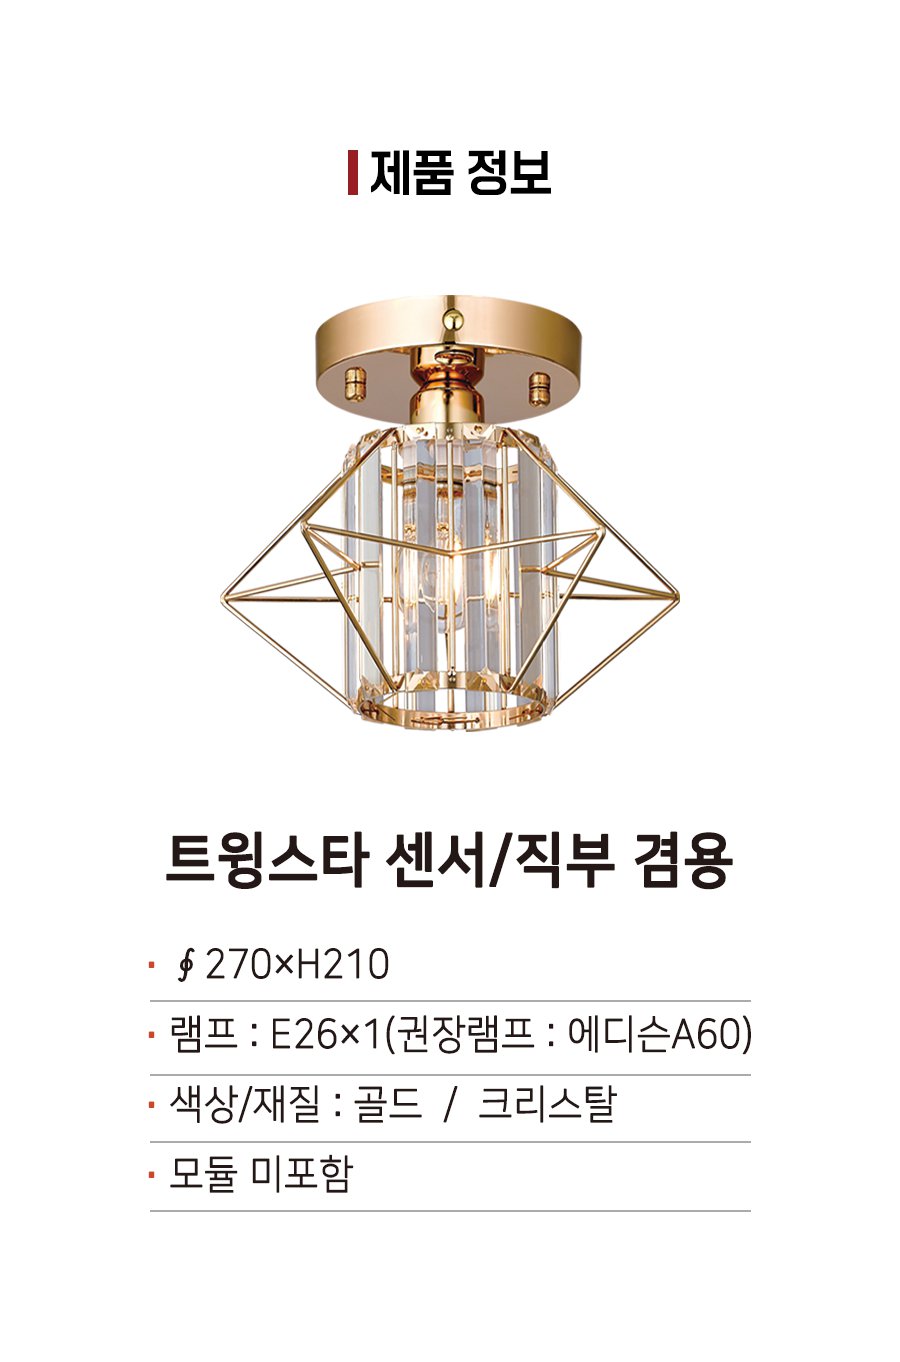 제품 정보
트윙스타 센서/직부 겸용
∮270×H210
램프 : E26×1(권장램프 : 에디슨A60)
색상/재질 : 골드 / 크리스탈
모듈 미포함